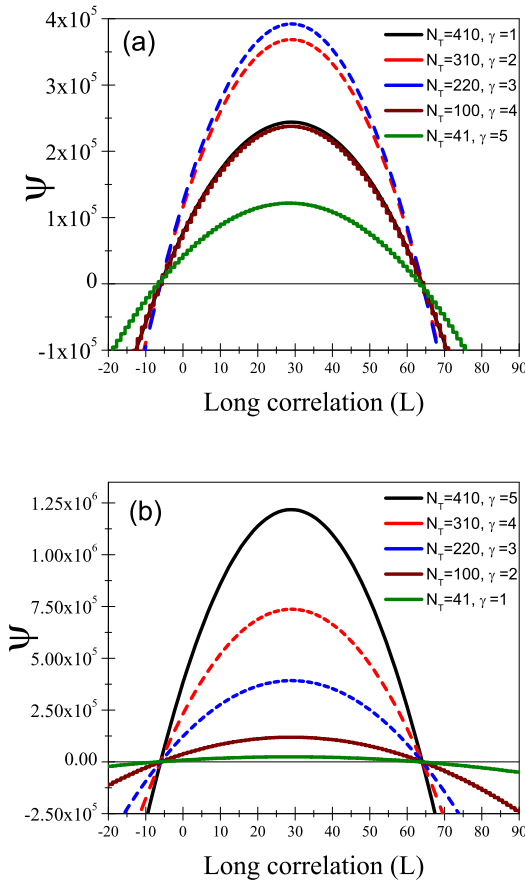 (a)
N_T=410, γ=1
N_T=310, γ=2
N_T=220, γ=3
N_T=100, γ=4
N_T=41, γ=5
4x10^5
2x10^5
1x10^5
0
-1x10^5
ψ
-20 -10 0 10 20 30 40 50 60 70 80 90
Long correlation (L)
(b)
N_T=410, γ=5
N_T=310, γ=4
N_T=220, γ=3
N_T=100, γ=2
N_T=41, γ=1
1.25x10^6
1.00x10^6
7.50x10^5
5.00x10^5
2.50x10^5
0.00
-2.50x10^5
ψ
-20 -10 0 10 20 30 40 50 60 70 80 90
Long correlation (L)